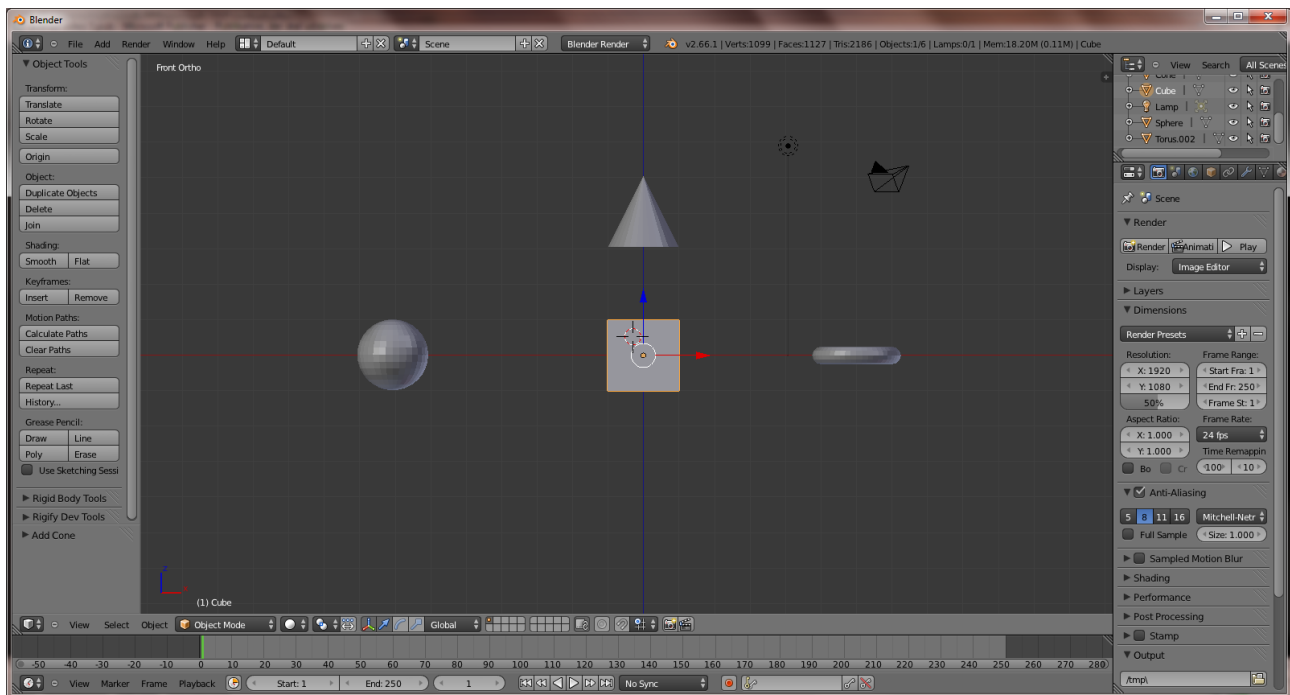 Blender
File Add Render Window Help Default Scene Blender Render v2.66.1 | Verts:1099 | Faces:1127 | Tris:2186 | Objects:1/6 | Lamps:0/1 | Mem:18.20M (0.11M) | Cube
Object Tools
Transform:
Translate
Rotate
Scale
Origin
Object:
Duplicate Objects
Delete
Join
Shading:
Smooth Flat
Keyframes:
Insert Remove
Motion Paths:
Calculate Paths
Clear Paths
Repeat:
Repeat Last
History...
Grease Pencil:
Draw Line
Poly Erase
Use Sketching Sessi
Rigid Body Tools
Rigify Dev Tools
Add Cone
Front Ortho
z
x
(1) Cube
View Search All Scenes
Cone
Cube
Lamp
Sphere
Torus.002
Scene
Render
Render Animati Play
Display: Image Editor
Layers
Dimensions
Render Presets
Resolution: Frame Range:
X: 1920 Start Fra: 1
Y: 1080 End Fr: 250
50% Frame St: 1
Aspect Ratio: Frame Rate:
X: 1.000 24 fps
Y: 1.000 Time Remappin
Bo Cr 100 10
Anti-Aliasing
5 8 11 16 Mitchell-Netr
Full Sample Size: 1.000
Sampled Motion Blur
Shading
Performance
Post Processing
Stamp
Output
/tmp\
View Select Object Object Mode Global
-50 -40 -30 -20 -10 0 10 20 30 40 50 60 70 80 90 100 110 120 130 140 150 160 170 180 190 200 210 220 230 240 250 260 270 280
View Marker Frame Playback Start: 1 End: 250 1 No Sync